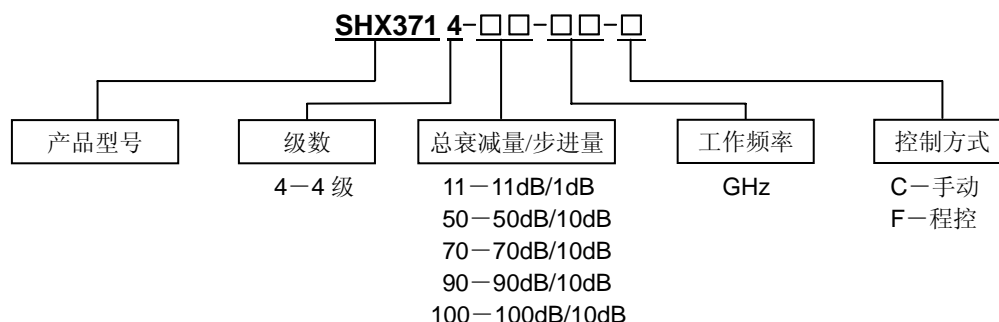 SHX371 4-□□-□□-□
产品型号 级数 总衰减量/步进量 工作频率 控制方式
4－4 级 11－11dB/1dB GHz C－手动
50－50dB/10dB F－程控
70－70dB/10dB
90－90dB/10dB
100－100dB/10dB